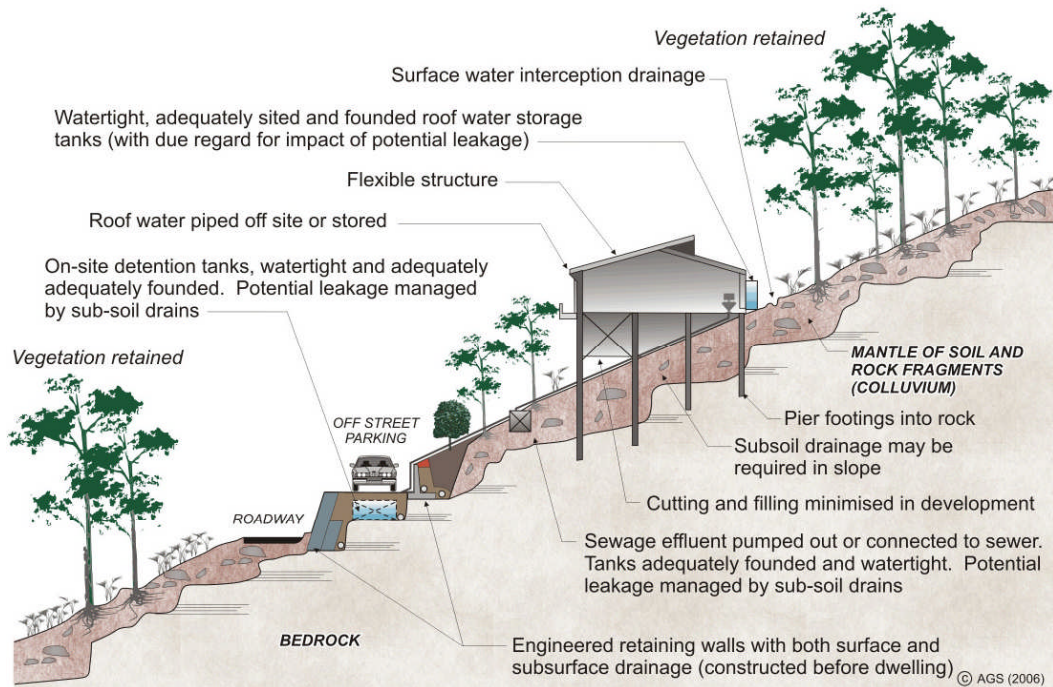 Vegetation retained
Surface water interception drainage
Watertight, adequately sited and founded roof water storage
tanks (with due regard for impact of potential leakage)
Flexible structure
Roof water piped off site or stored
On-site detention tanks, watertight and adequately
adequately founded. Potential leakage managed
by sub-soil drains
Vegetation retained
MANTLE OF SOIL AND
ROCK FRAGMENTS
(COLLUVIUM)
OFF STREET
PARKING
Pier footings into rock
Subsoil drainage may be
required in slope
Cutting and filling minimised in development
ROADWAY
Sewage effluent pumped out or connected to sewer.
Tanks adequately founded and watertight. Potential
leakage managed by sub-soil drains
BEDROCK
Engineered retaining walls with both surface and
subsurface drainage (constructed before dwelling)
© AGS (2006)